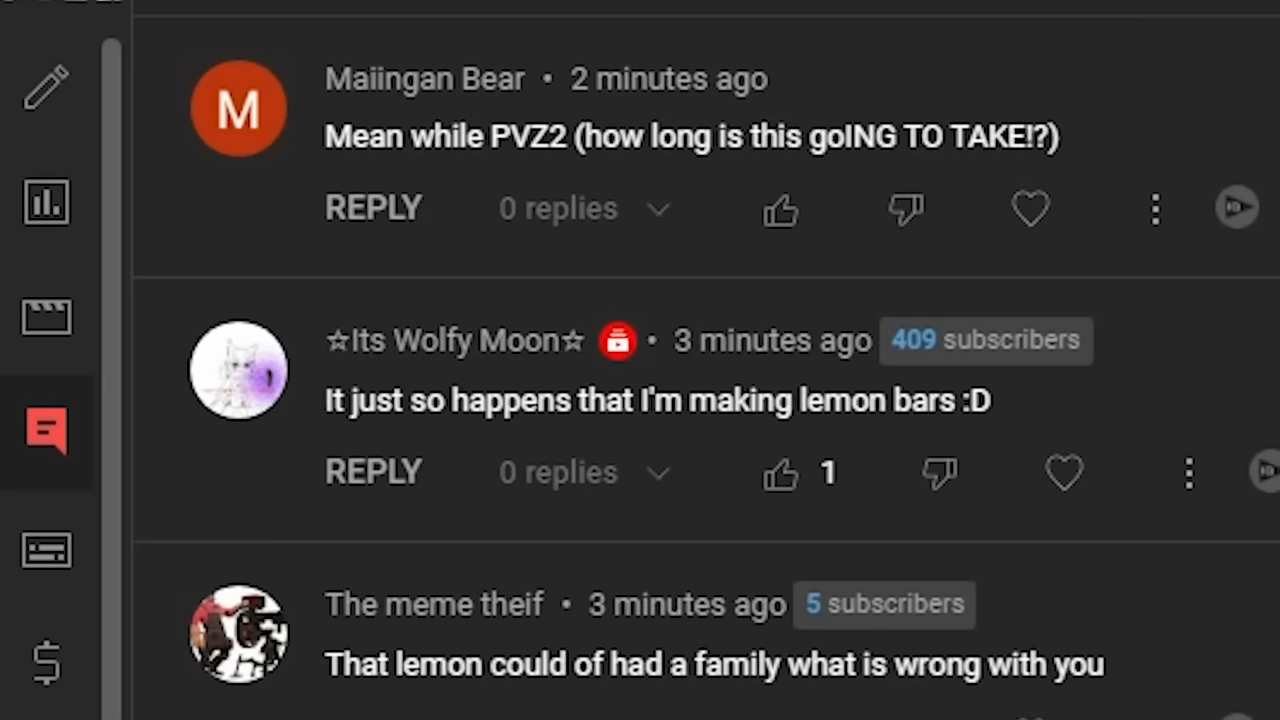 M
Maiingan Bear • 2 minutes ago
Mean while PVZ2 (how long is this goING TO TAKE!?)
REPLY 0 replies
☆Its Wolfy Moon☆ • 3 minutes ago 409 subscribers
It just so happens that I'm making lemon bars :D
REPLY 0 replies 1
The meme theif • 3 minutes ago 5 subscribers
That lemon could of had a family what is wrong with you